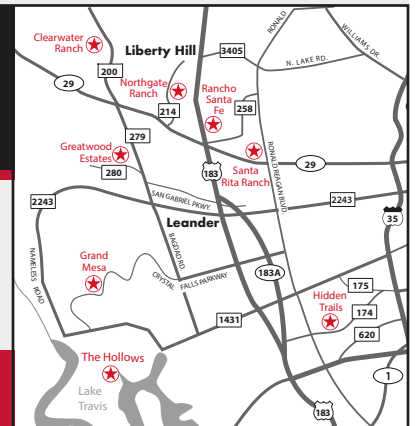 Clearwater
Ranch
Liberty Hill
RONALD
WILLIAMS DR.
3405
N. LAKE RD.
200
29
Northgate
Ranch
Rancho
Santa
Fe
258
214
279
Greatwood
Estates
280
183
Santa
Rita Ranch
29
RONALD REAGAN BLVD.
2243
SAN GABRIEL PKWY.
2243
Leander
35
NAMELESS ROAD
BAGDAD RD.
Grand
Mesa
CRYSTAL FALLS PARKWAY
183A
175
Hidden
Trails
174
1431
620
The Hollows
Lake
Travis
1
183